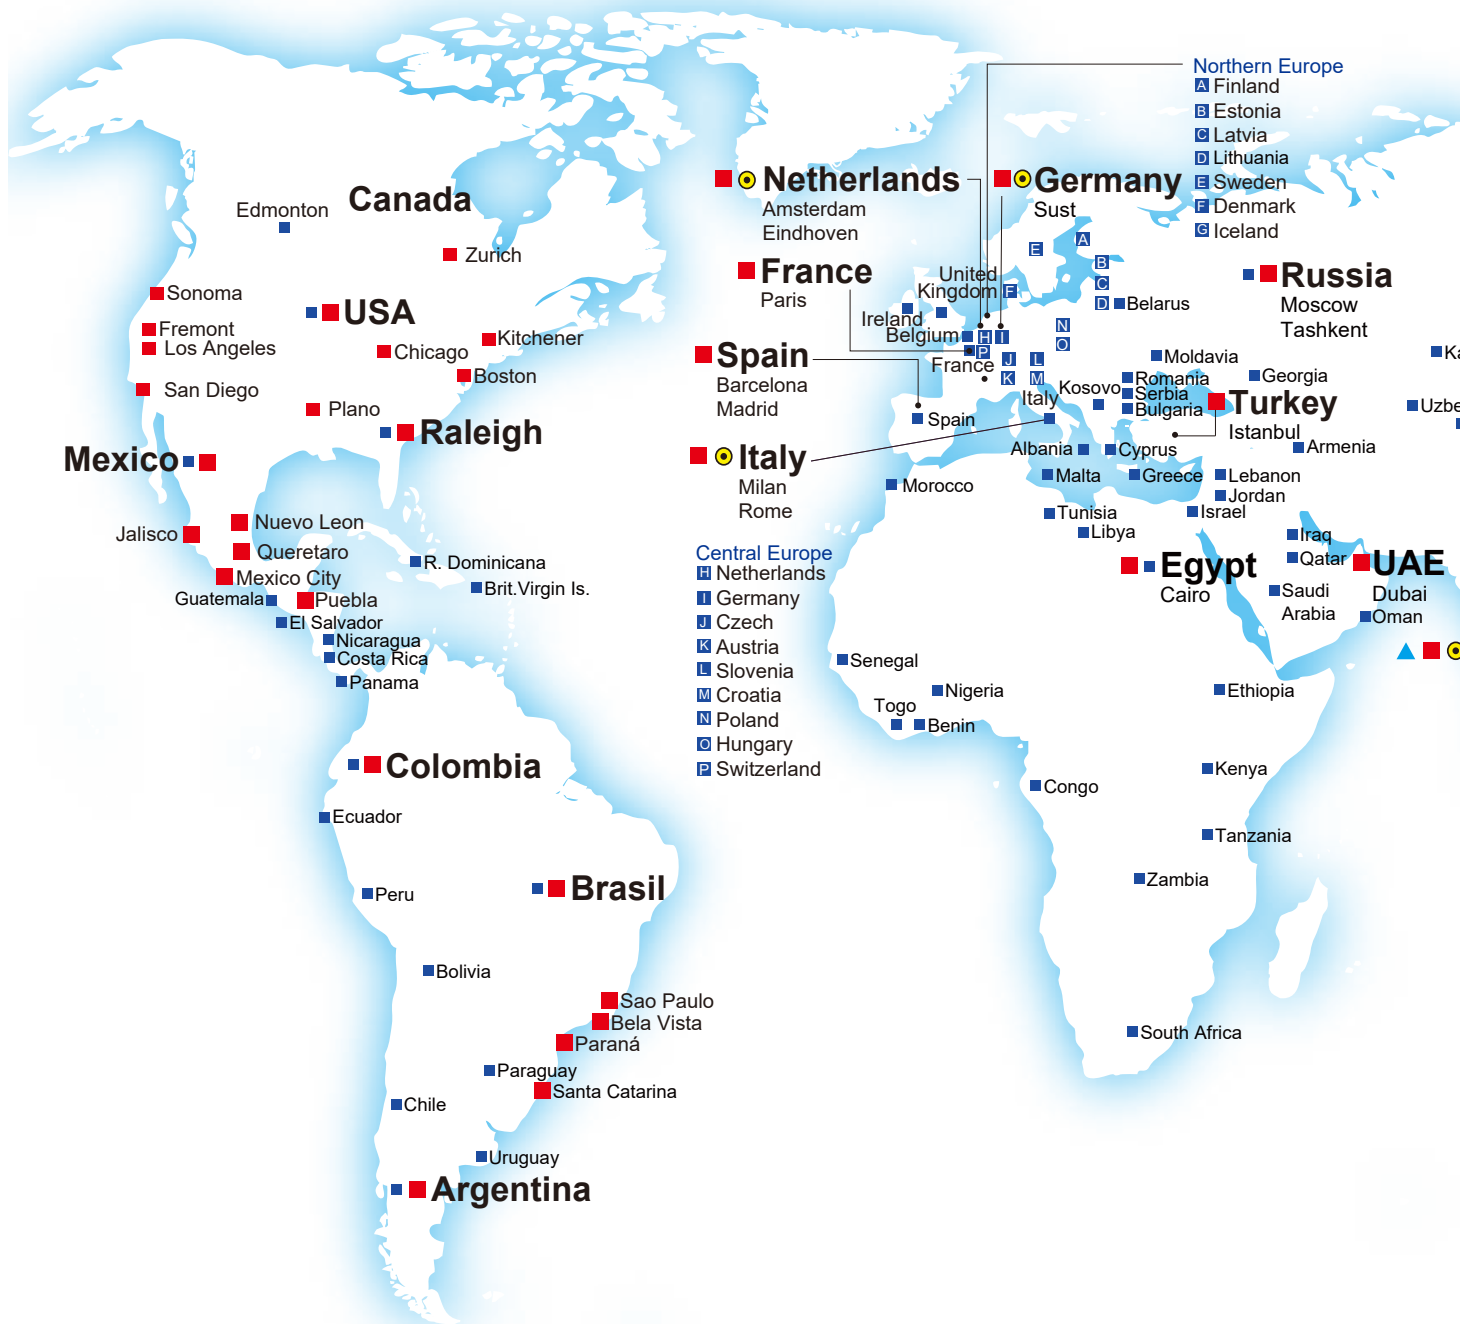 Canada
Edmonton
Zurich
Sonoma
USA
Fremont
Los Angeles
Kitchener
Chicago
San Diego
Boston
Plano
Raleigh
Mexico
Jalisco
Nuevo Leon
Queretaro
Mexico City
Guatemala
Puebla
El Salvador
Nicaragua
Costa Rica
Panama
R. Dominicana
Brit.Virgin Is.
Colombia
Ecuador
Peru
Brasil
Bolivia
Sao Paulo
Bela Vista
Paraná
Paraguay
Santa Catarina
Chile
Uruguay
Argentina
Netherlands
Amsterdam
Eindhoven
France
Paris
Spain
Barcelona
Madrid
Italy
Milan
Rome
Central Europe
H Netherlands
I Germany
J Czech
K Austria
L Slovenia
M Croatia
N Poland
O Hungary
P Switzerland
Germany
Sust
Northern Europe
A Finland
B Estonia
C Latvia
D Lithuania
E Sweden
F Denmark
G Iceland
Russia
Moscow
Tashkent
A
E
B
C
D
F
United
Kingdom
Ireland
Belgium
H
I
P
J
L
K
M
N
O
France
Belarus
Moldavia
Romania
Serbia
Bulgaria
Kosovo
Italy
Spain
Georgia
Turkey
Istanbul
Armenia
Albania
Cyprus
Malta
Greece
Lebanon
Jordan
Israel
Morocco
Tunisia
Libya
Iraq
Qatar
UAE
Dubai
Egypt
Cairo
Saudi
Arabia
Oman
Ka
Uzbe
Senegal
Nigeria
Togo
Benin
Ethiopia
Congo
Kenya
Tanzania
Zambia
South Africa